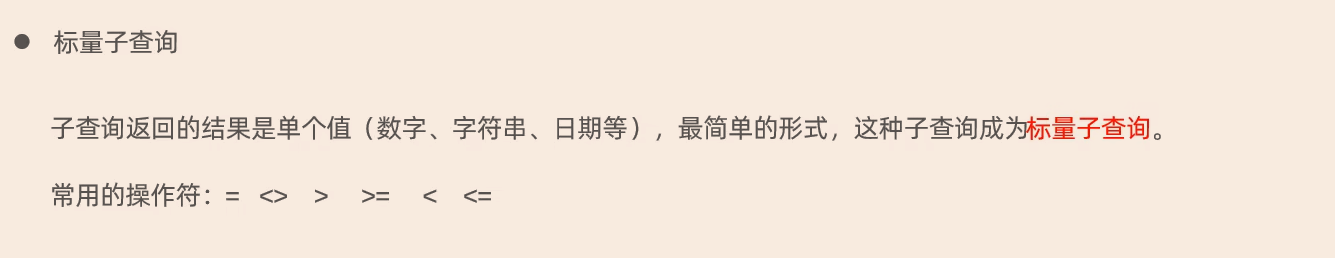 ● 标量子查询
子查询返回的结果是单个值（数字、字符串、日期等），最简单的形式，这种子查询成为标量子查询。
常用的操作符：= <> > >= < <=